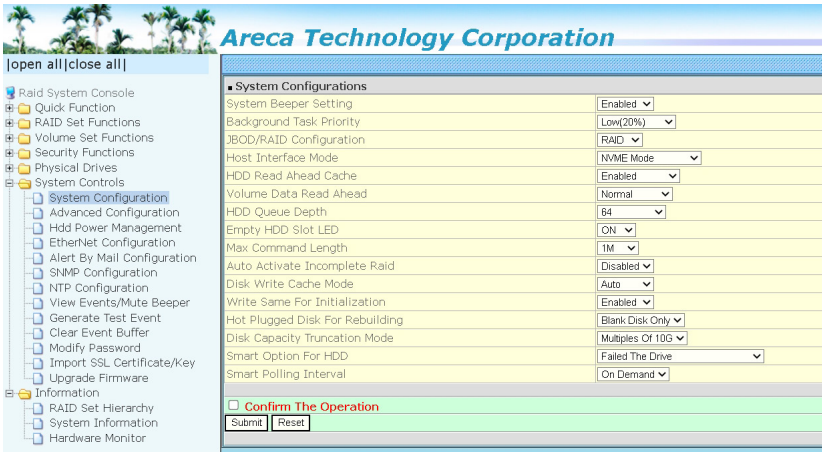 Areca Technology Corporation
|open all|close all|
Raid System Console
Quick Function
RAID Set Functions
Volume Set Functions
Security Functions
Physical Drives
System Controls
System Configuration
Advanced Configuration
Hdd Power Management
EtherNet Configuration
Alert By Mail Configuration
SNMP Configuration
NTP Configuration
View Events/Mute Beeper
Generate Test Event
Clear Event Buffer
Modify Password
Import SSL Certificate/Key
Upgrade Firmware
Information
RAID Set Hierarchy
System Information
Hardware Monitor
System Configurations
System Beeper Setting Enabled
Background Task Priority Low(20%)
JBOD/RAID Configuration RAID
Host Interface Mode NVME Mode
HDD Read Ahead Cache Enabled
Volume Data Read Ahead Normal
HDD Queue Depth 64
Empty HDD Slot LED ON
Max Command Length 1M
Auto Activate Incomplete Raid Disabled
Disk Write Cache Mode Auto
Write Same For Initialization Enabled
Hot Plugged Disk For Rebuilding Blank Disk Only
Disk Capacity Truncation Mode Multiples Of 10G
Smart Option For HDD Failed The Drive
Smart Polling Interval On Demand
Confirm The Operation
Submit Reset